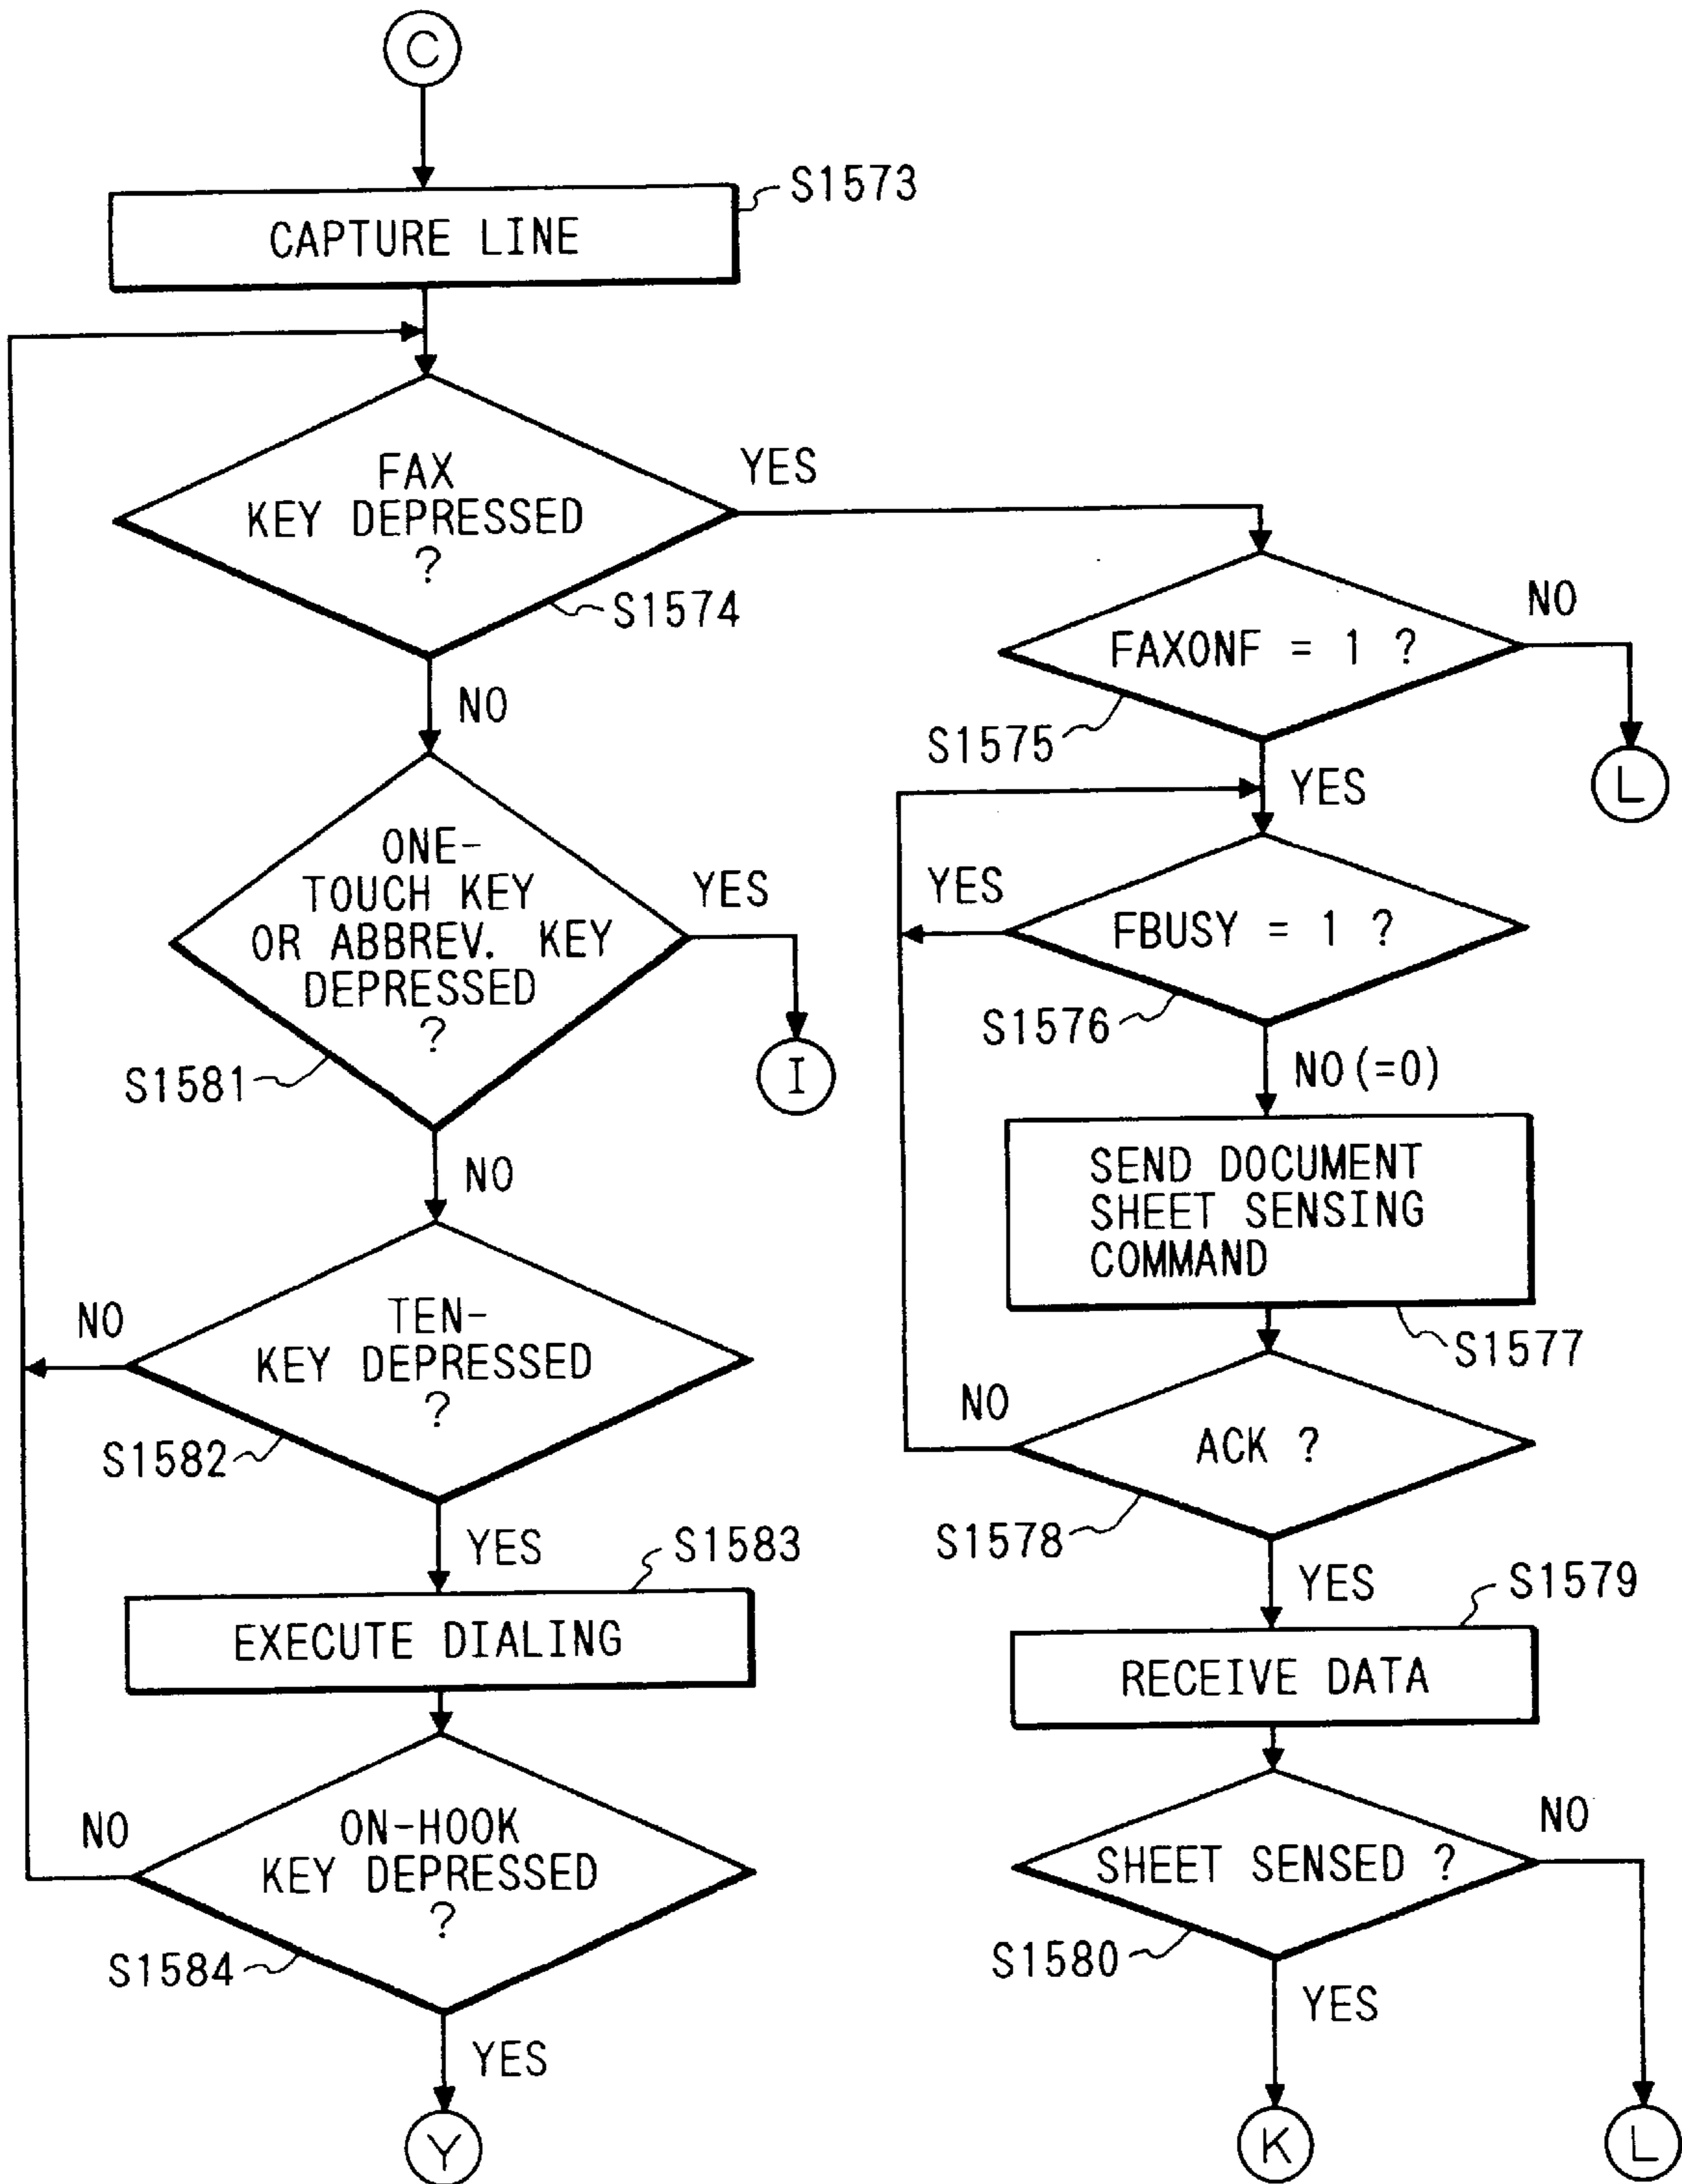 C
S1573
CAPTURE LINE
FAX
KEY DEPRESSED
?
YES
S1574
NO
ONE-
TOUCH KEY
OR ABBREV. KEY
DEPRESSED
?
YES
S1581
I
NO
TEN-
KEY DEPRESSED
?
NO
S1582
YES
S1583
EXECUTE DIALING
ON-HOOK
KEY DEPRESSED
?
NO
S1584
YES
Y
FAXONF = 1 ?
NO
S1575
L
YES
FBUSY = 1 ?
YES
S1576
NO(=0)
SEND DOCUMENT
SHEET SENSING
COMMAND
S1577
ACK ?
NO
S1578
YES
S1579
RECEIVE DATA
SHEET SENSED ?
NO
S1580
YES
K
L